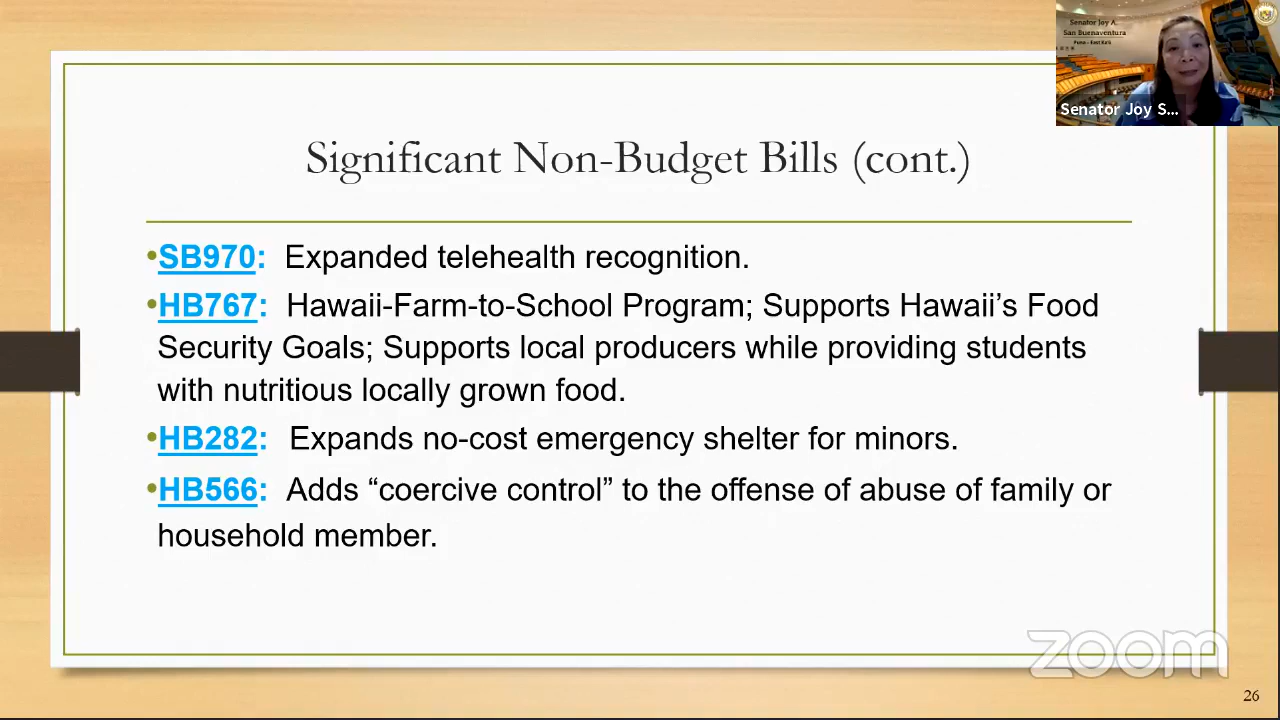 Senator Joy A.
San Buenaventura
Puna - East Ka'ū
Senator Joy S...
Significant Non-Budget Bills (cont.)
•SB970:  Expanded telehealth recognition.
•HB767:  Hawaii-Farm-to-School Program; Supports Hawaii’s Food
Security Goals; Supports local producers while providing students
with nutritious locally grown food.
•HB282:  Expands no-cost emergency shelter for minors.
•HB566:  Adds “coercive control” to the offense of abuse of family or
household member.
zoom
26